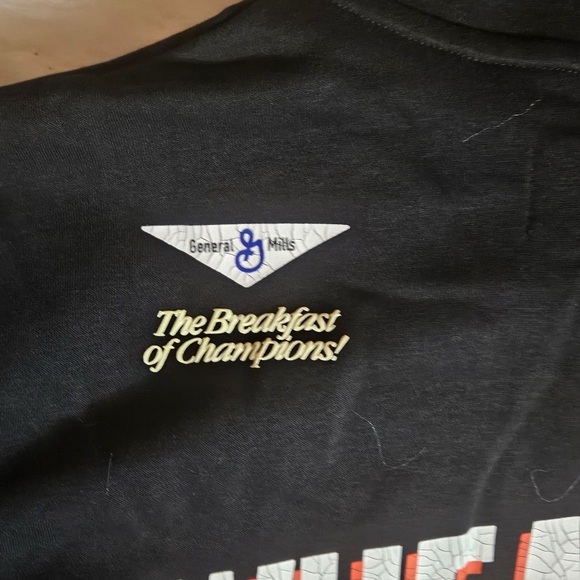 General G Mills
The Breakfast
of Champions!